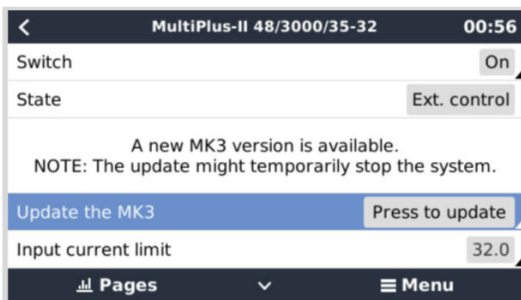 MultiPlus-II 48/3000/35-32 00:56
Switch On
State Ext. control
A new MK3 version is available.
NOTE: The update might temporarily stop the system.
Update the MK3 Press to update
Input current limit 32.0
Pages Menu